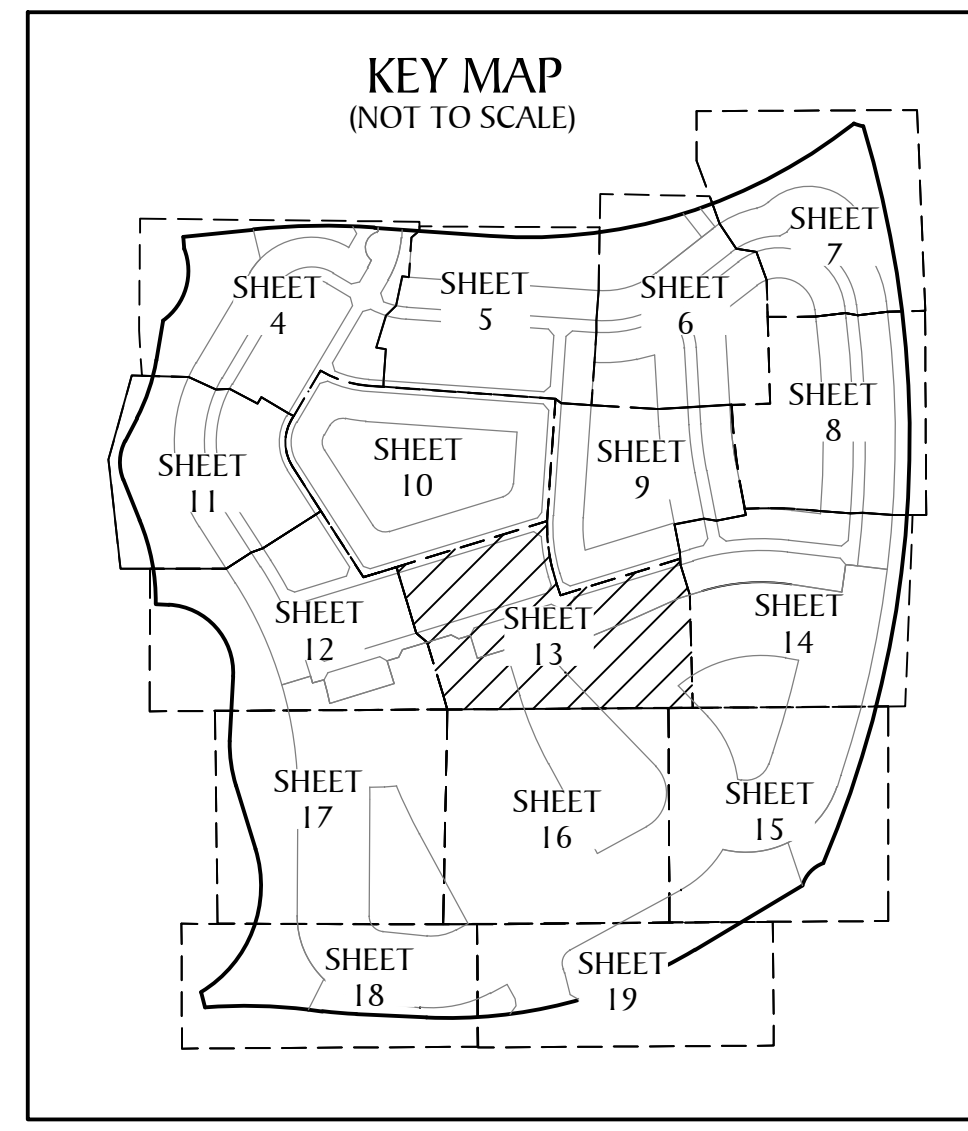 KEY MAP
(NOT TO SCALE)
SHEET
7
SHEET
4
SHEET
5
SHEET
6
SHEET
8
SHEET
11
SHEET
10
SHEET
9
SHEET
12
SHEET
13
SHEET
14
SHEET
17
SHEET
16
SHEET
15
SHEET
18
SHEET
19